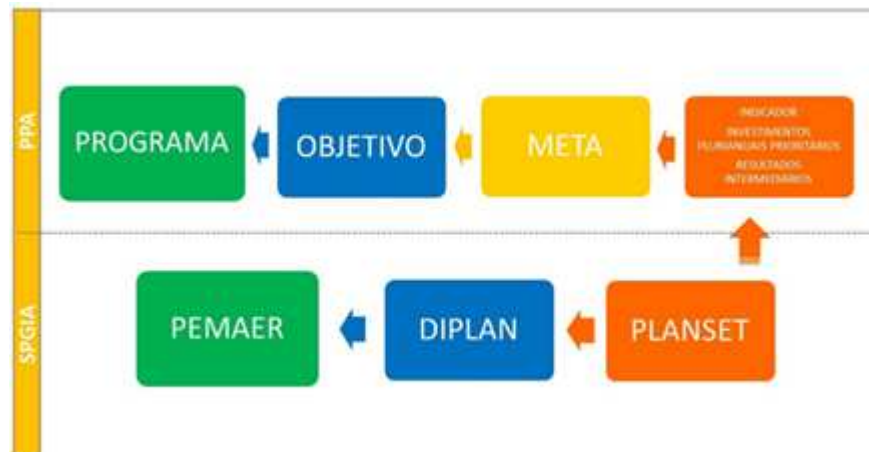 PPA
PROGRAMA
OBJETIVO
META
INDICADOR
INVESTIMENTOS
PLURIANUAIS PRIORITÁRIOS
RESULTADOS
INTERMEDIÁRIOS
SPGIA
PEMAER
DIPLAN
PLANSET